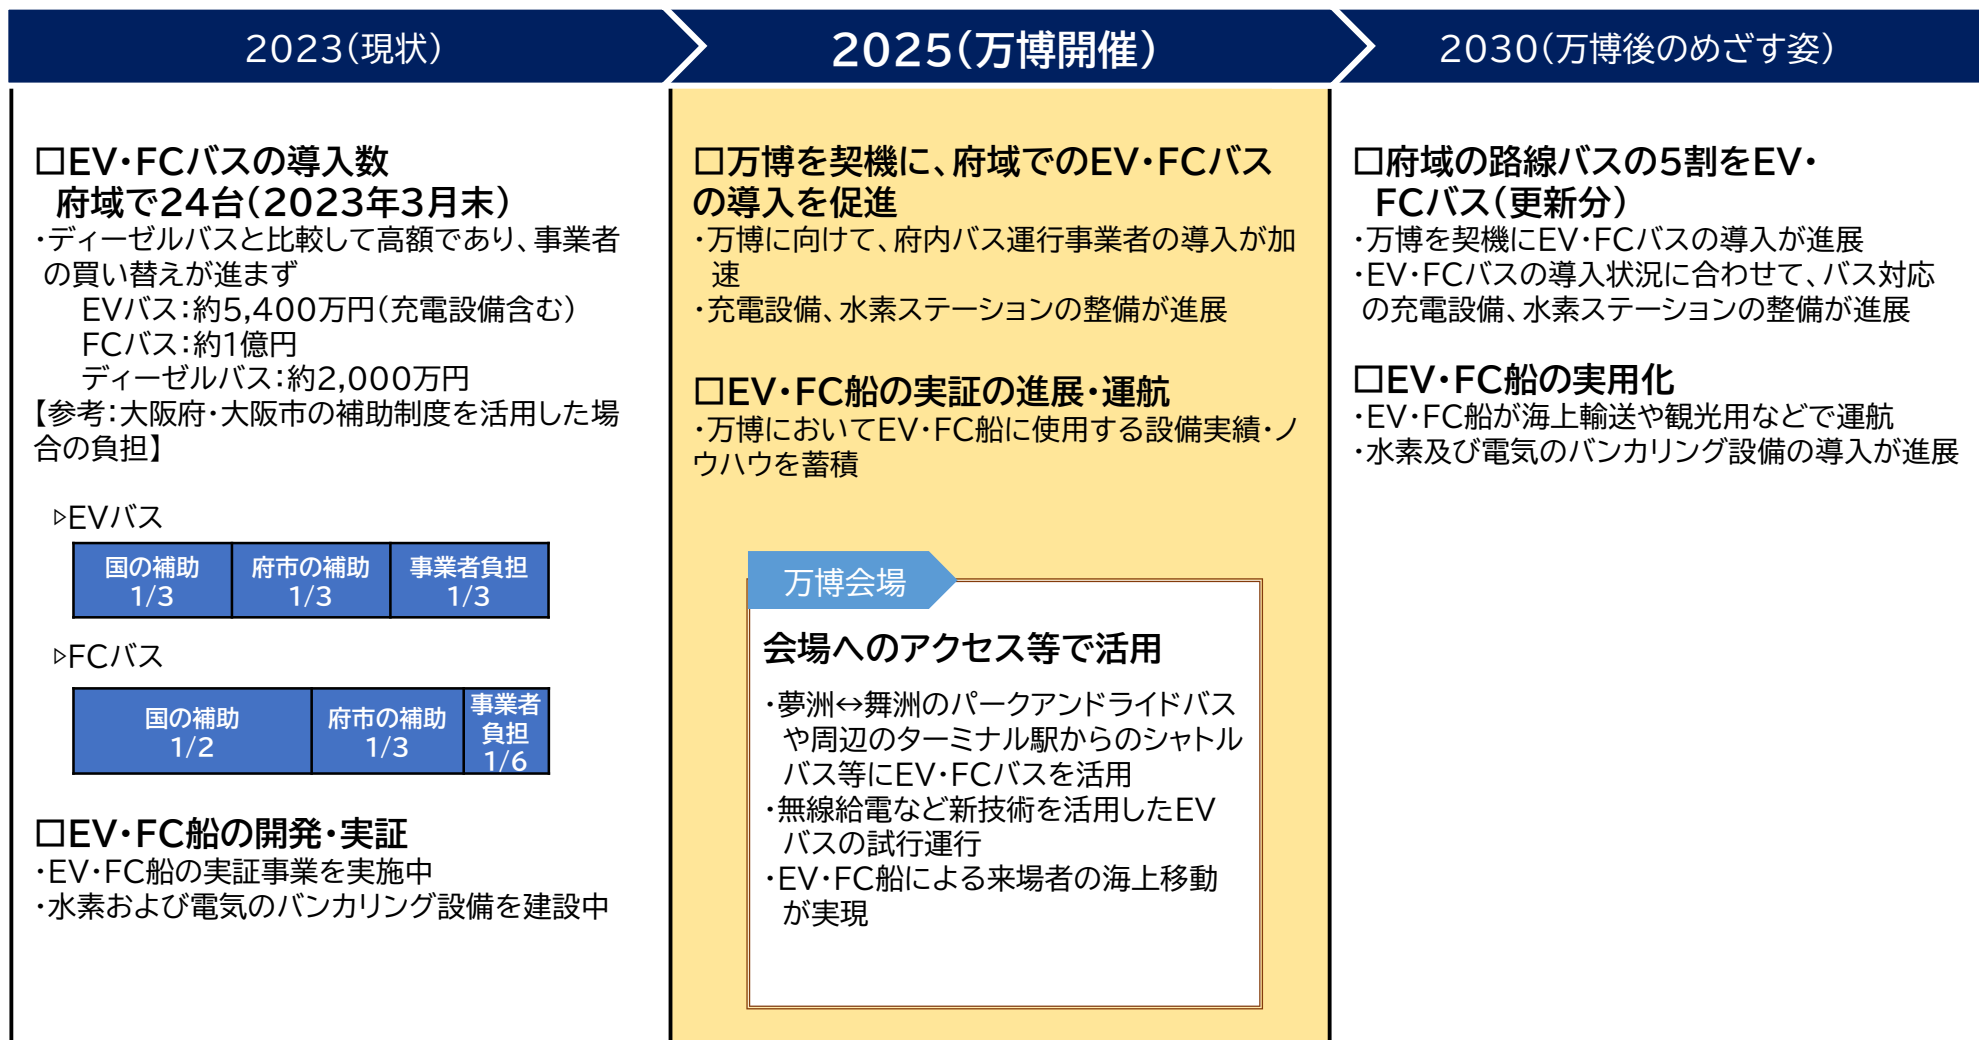 2023(現状)
2025(万博開催)
2030(万博後のめざす姿)
□EV・FCバスの導入数
府域で24台(2023年3月末)
・ディーゼルバスと比較して高額であり、事業者
の買い替えが進まず
EVバス:約5,400万円(充電設備含む)
FCバス:約1億円
ディーゼルバス:約2,000万円
【参考:大阪府・大阪市の補助制度を活用した場
合の負担】
▷EVバス
国の補助
1/3
府市の補助
1/3
事業者負担
1/3
▷FCバス
国の補助
1/2
府市の補助
1/3
事業者
負担
1/6
□EV・FC船の開発・実証
・EV・FC船の実証事業を実施中
・水素および電気のバンカリング設備を建設中
□万博を契機に、府域でのEV・FCバス
の導入を促進
・万博に向けて、府内バス運行事業者の導入が加
速
・充電設備、水素ステーションの整備が進展
□EV・FC船の実証の進展・運航
・万博においてEV・FC船に使用する設備実績・ノ
ウハウを蓄積
万博会場
会場へのアクセス等で活用
・夢洲↔舞洲のパークアンドライドバス
や周辺のターミナル駅からのシャトル
バス等にEV・FCバスを活用
・無線給電など新技術を活用したEV
バスの試行運行
・EV・FC船による来場者の海上移動
が実現
□府域の路線バスの5割をEV・
FCバス(更新分)
・万博を契機にEV・FCバスの導入が進展
・EV・FCバスの導入状況に合わせて、バス対応
の充電設備、水素ステーションの整備が進展
□EV・FC船の実用化
・EV・FC船が海上輸送や観光用などで運航
・水素及び電気のバンカリング設備の導入が進展